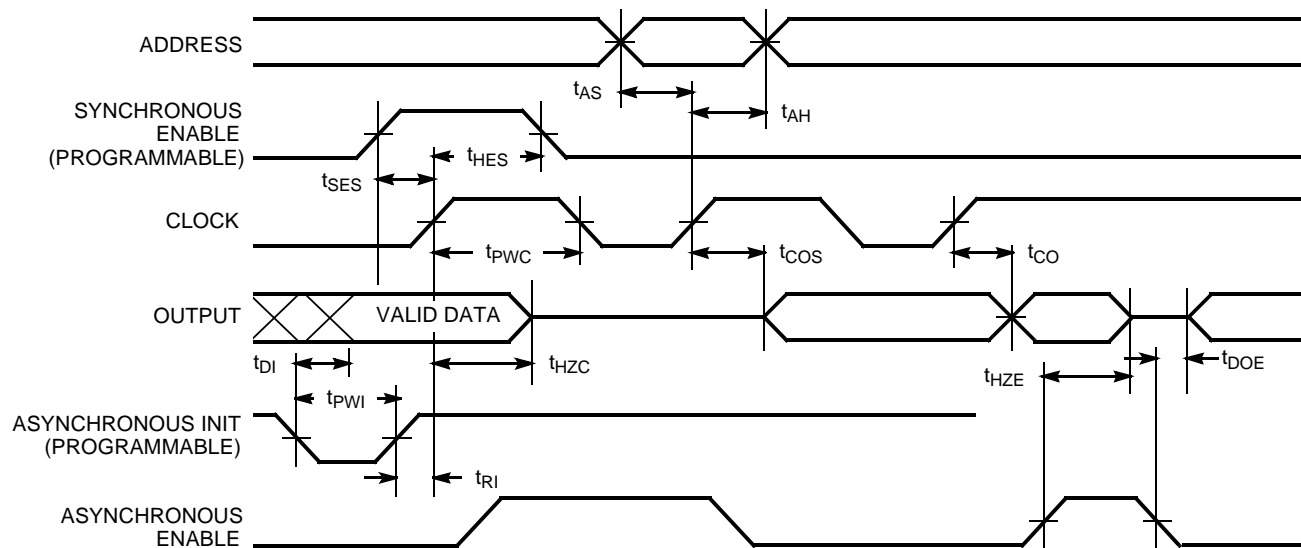 ADDRESS
tAS
tAH
SYNCHRONOUS
ENABLE
(PROGRAMMABLE)
tHES
tSES
CLOCK
tPWC
tCOS
tCO
OUTPUT
VALID DATA
tDI
tHZC
tHZE
tDOE
tPWI
ASYNCHRONOUS INIT
(PROGRAMMABLE)
tRI
ASYNCHRONOUS
ENABLE